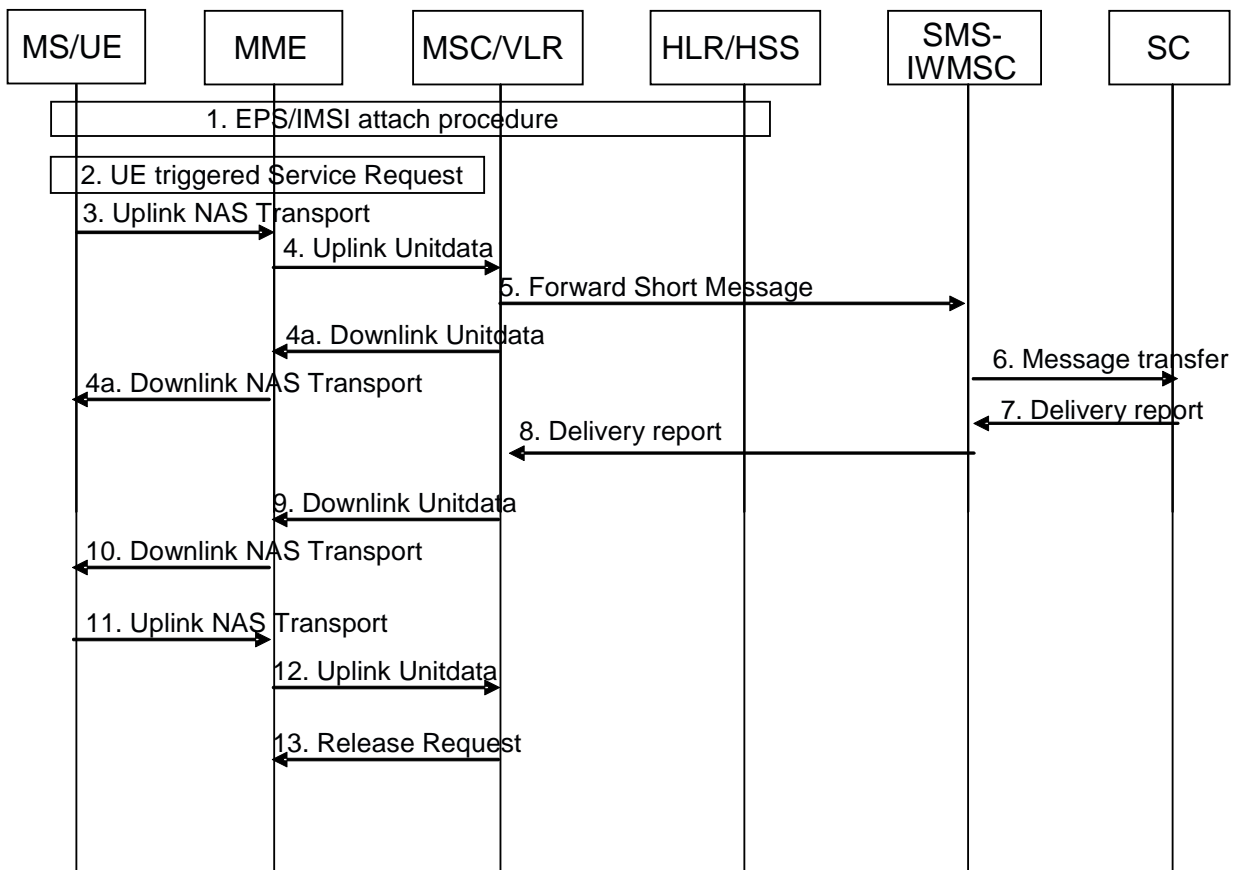 MS/UE
MME
MSC/VLR
HLR/HSS
SMS-
IWMSC
SC
1. EPS/IMSI attach procedure
2. UE triggered Service Request
3. Uplink NAS Transport
4. Uplink Unitdata
5. Forward Short Message
4a. Downlink Unitdata
6. Message transfer
4a. Downlink NAS Transport
7. Delivery report
8. Delivery report
9. Downlink Unitdata
10. Downlink NAS Transport
11. Uplink NAS Transport
12. Uplink Unitdata
13. Release Request